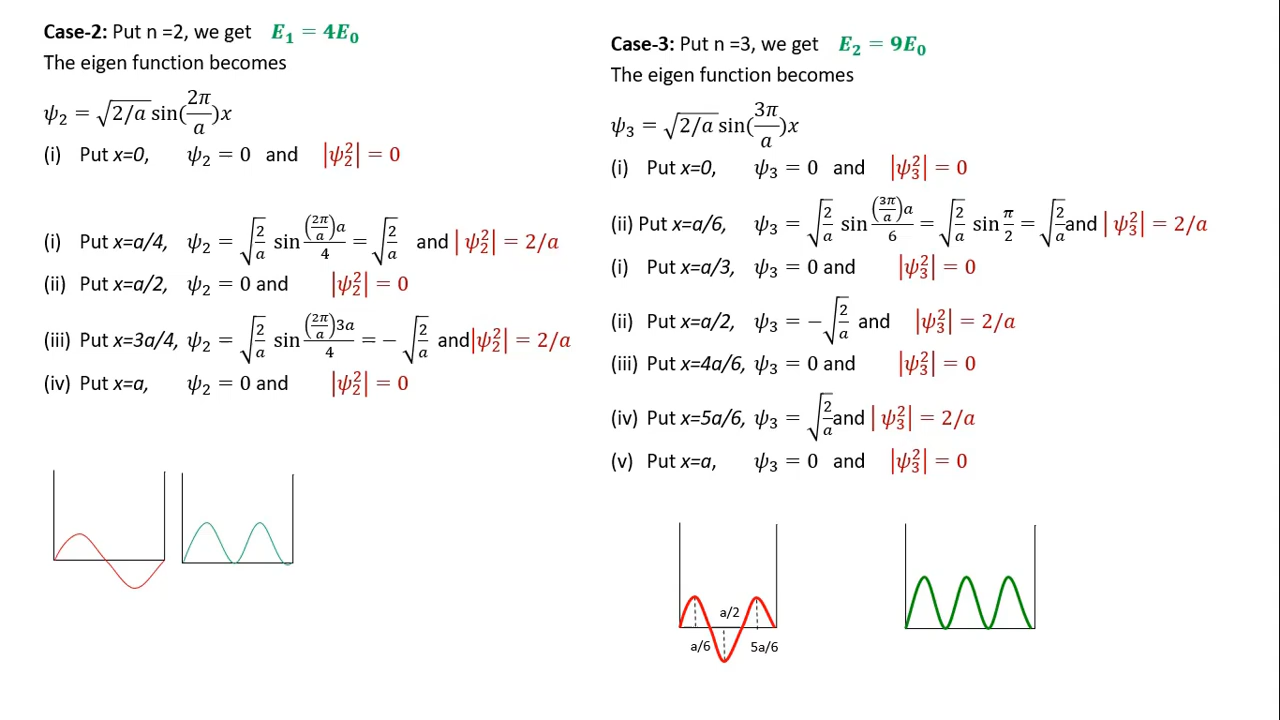 Case-2: Put n =2, we get E₁ = 4E₀
The eigen function becomes
ψ₂ = √(2/a) sin(2π/a)x
(i) Put x=0, ψ₂ = 0 and |ψ₂²| = 0
(i) Put x=a/4, ψ₂ = √(2/a) sin ((2π/a)a)/4 = √(2/a) and | ψ₂²| = 2/a
(ii) Put x=a/2, ψ₂ = 0 and |ψ₂²| = 0
(iii) Put x=3a/4, ψ₂ = √(2/a) sin ((2π/a)3a)/4 = − √(2/a) and|ψ₂²| = 2/a
(iv) Put x=a, ψ₂ = 0 and |ψ₂²| = 0
Case-3: Put n =3, we get E₂ = 9E₀
The eigen function becomes
ψ₃ = √(2/a) sin(3π/a)x
(i) Put x=0, ψ₃ = 0 and |ψ₃²| = 0
(ii) Put x=a/6, ψ₃ = √(2/a) sin ((3π/a)a)/6 = √(2/a) sin π/2 = √(2/a)and | ψ₃²| = 2/a
(i) Put x=a/3, ψ₃ = 0 and |ψ₃²| = 0
(ii) Put x=a/2, ψ₃ = −√(2/a) and |ψ₃²| = 2/a
(iii) Put x=4a/6, ψ₃ = 0 and |ψ₃²| = 0
(iv) Put x=5a/6, ψ₃ = √(2/a)and | ψ₃²| = 2/a
(v) Put x=a, ψ₃ = 0 and |ψ₃²| = 0
a/2
a/6
5a/6